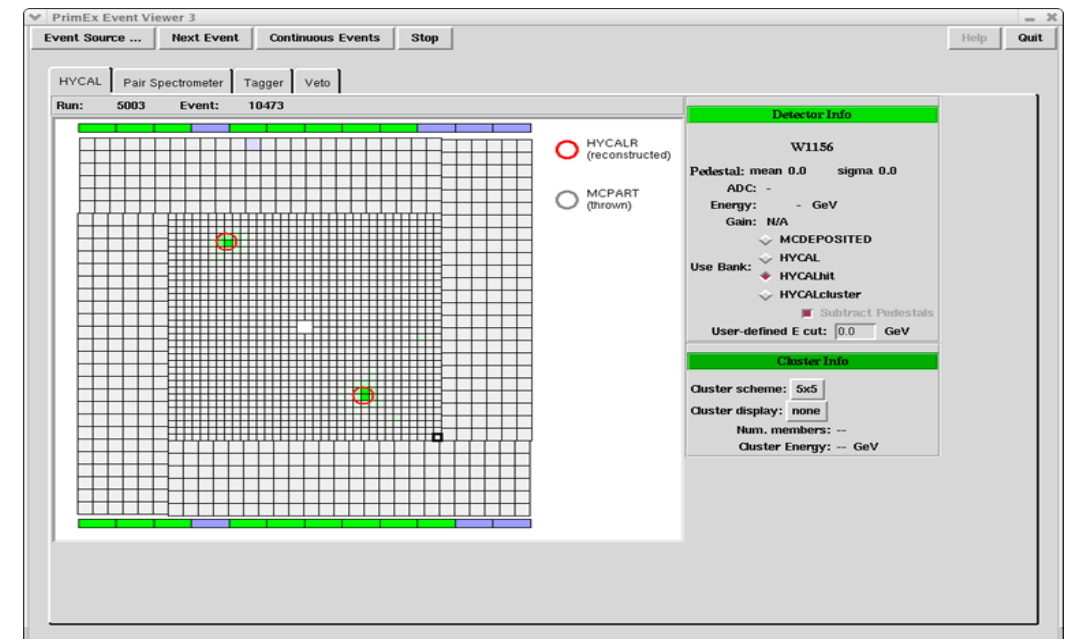 PrimEx Event Viewer 3
Event Source ... Next Event Continuous Events Stop Help Quit
HYCAL Pair Spectrometer Tagger Veto
Run: 5003 Event: 10473
HYCALR
(reconstructed)
MCPART
(thrown)
Detector Info
W1156
Pedestal: mean 0.0 sigma 0.0
ADC: -
Energy: - GeV
Gain: N/A
MCDEPOSITED
Use Bank: HYCAL
HYCALhit
HYCALcluster
Subtract Pedestals
User-defined E cut: 0.0 GeV
Cluster Info
Cluster scheme: 5x5
Cluster display: none
Num. members: --
Cluster Energy: -- GeV